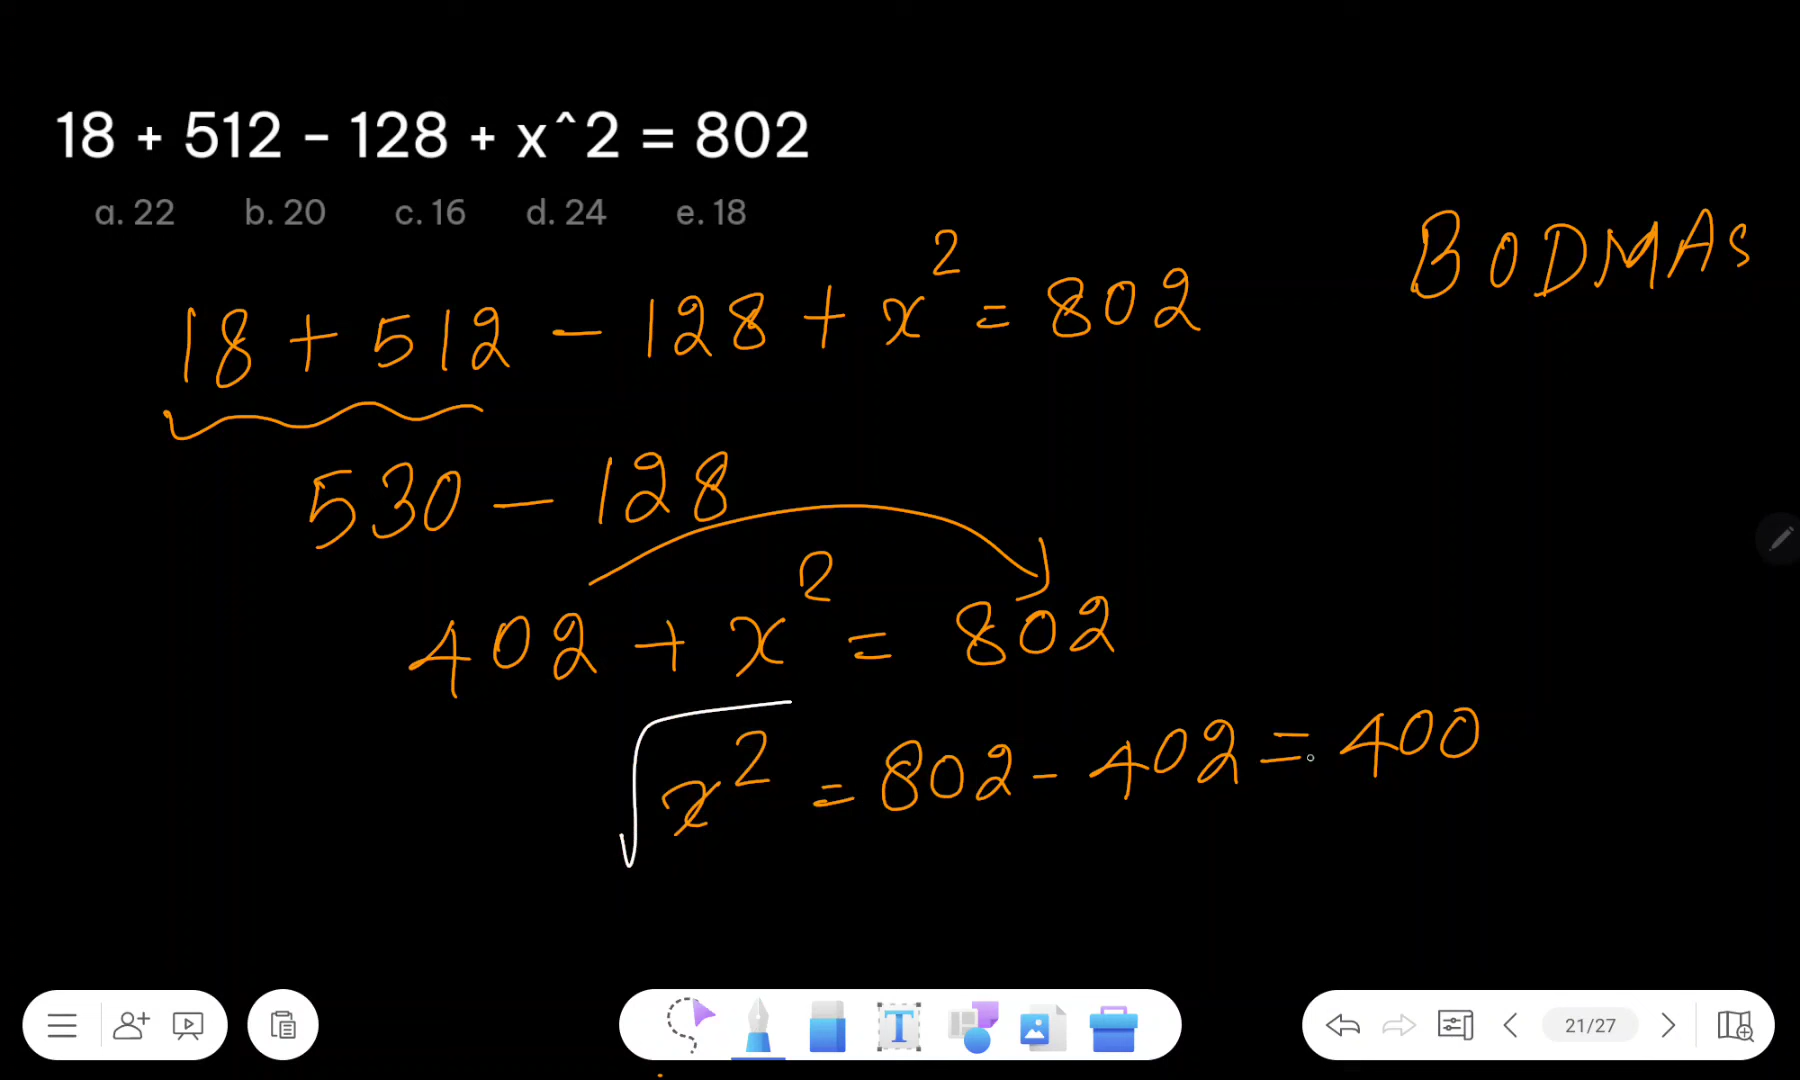 18 + 512 - 128 + x^2 = 802
a. 22 b. 20 c. 16 d. 24 e. 18
BODMAS
18 + 512 - 128 + x² = 802
530 - 128
402 + x² = 802
√x² = 802 - 402 = 400
T
21/27